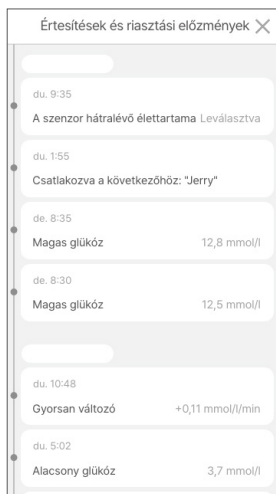 Értesítések és riasztási előzmények
du. 9:35
A szenzor hátralévő élettartama Leválasztva
du. 1:55
Csatlakozva a következőhöz: "Jerry"
de. 8:35
Magas glükóz 12,8 mmol/l
de. 8:30
Magas glükóz 12,5 mmol/l
du. 10:48
Gyorsan változó +0,11 mmol/l/min
du. 5:02
Alacsony glükóz 3,7 mmol/l